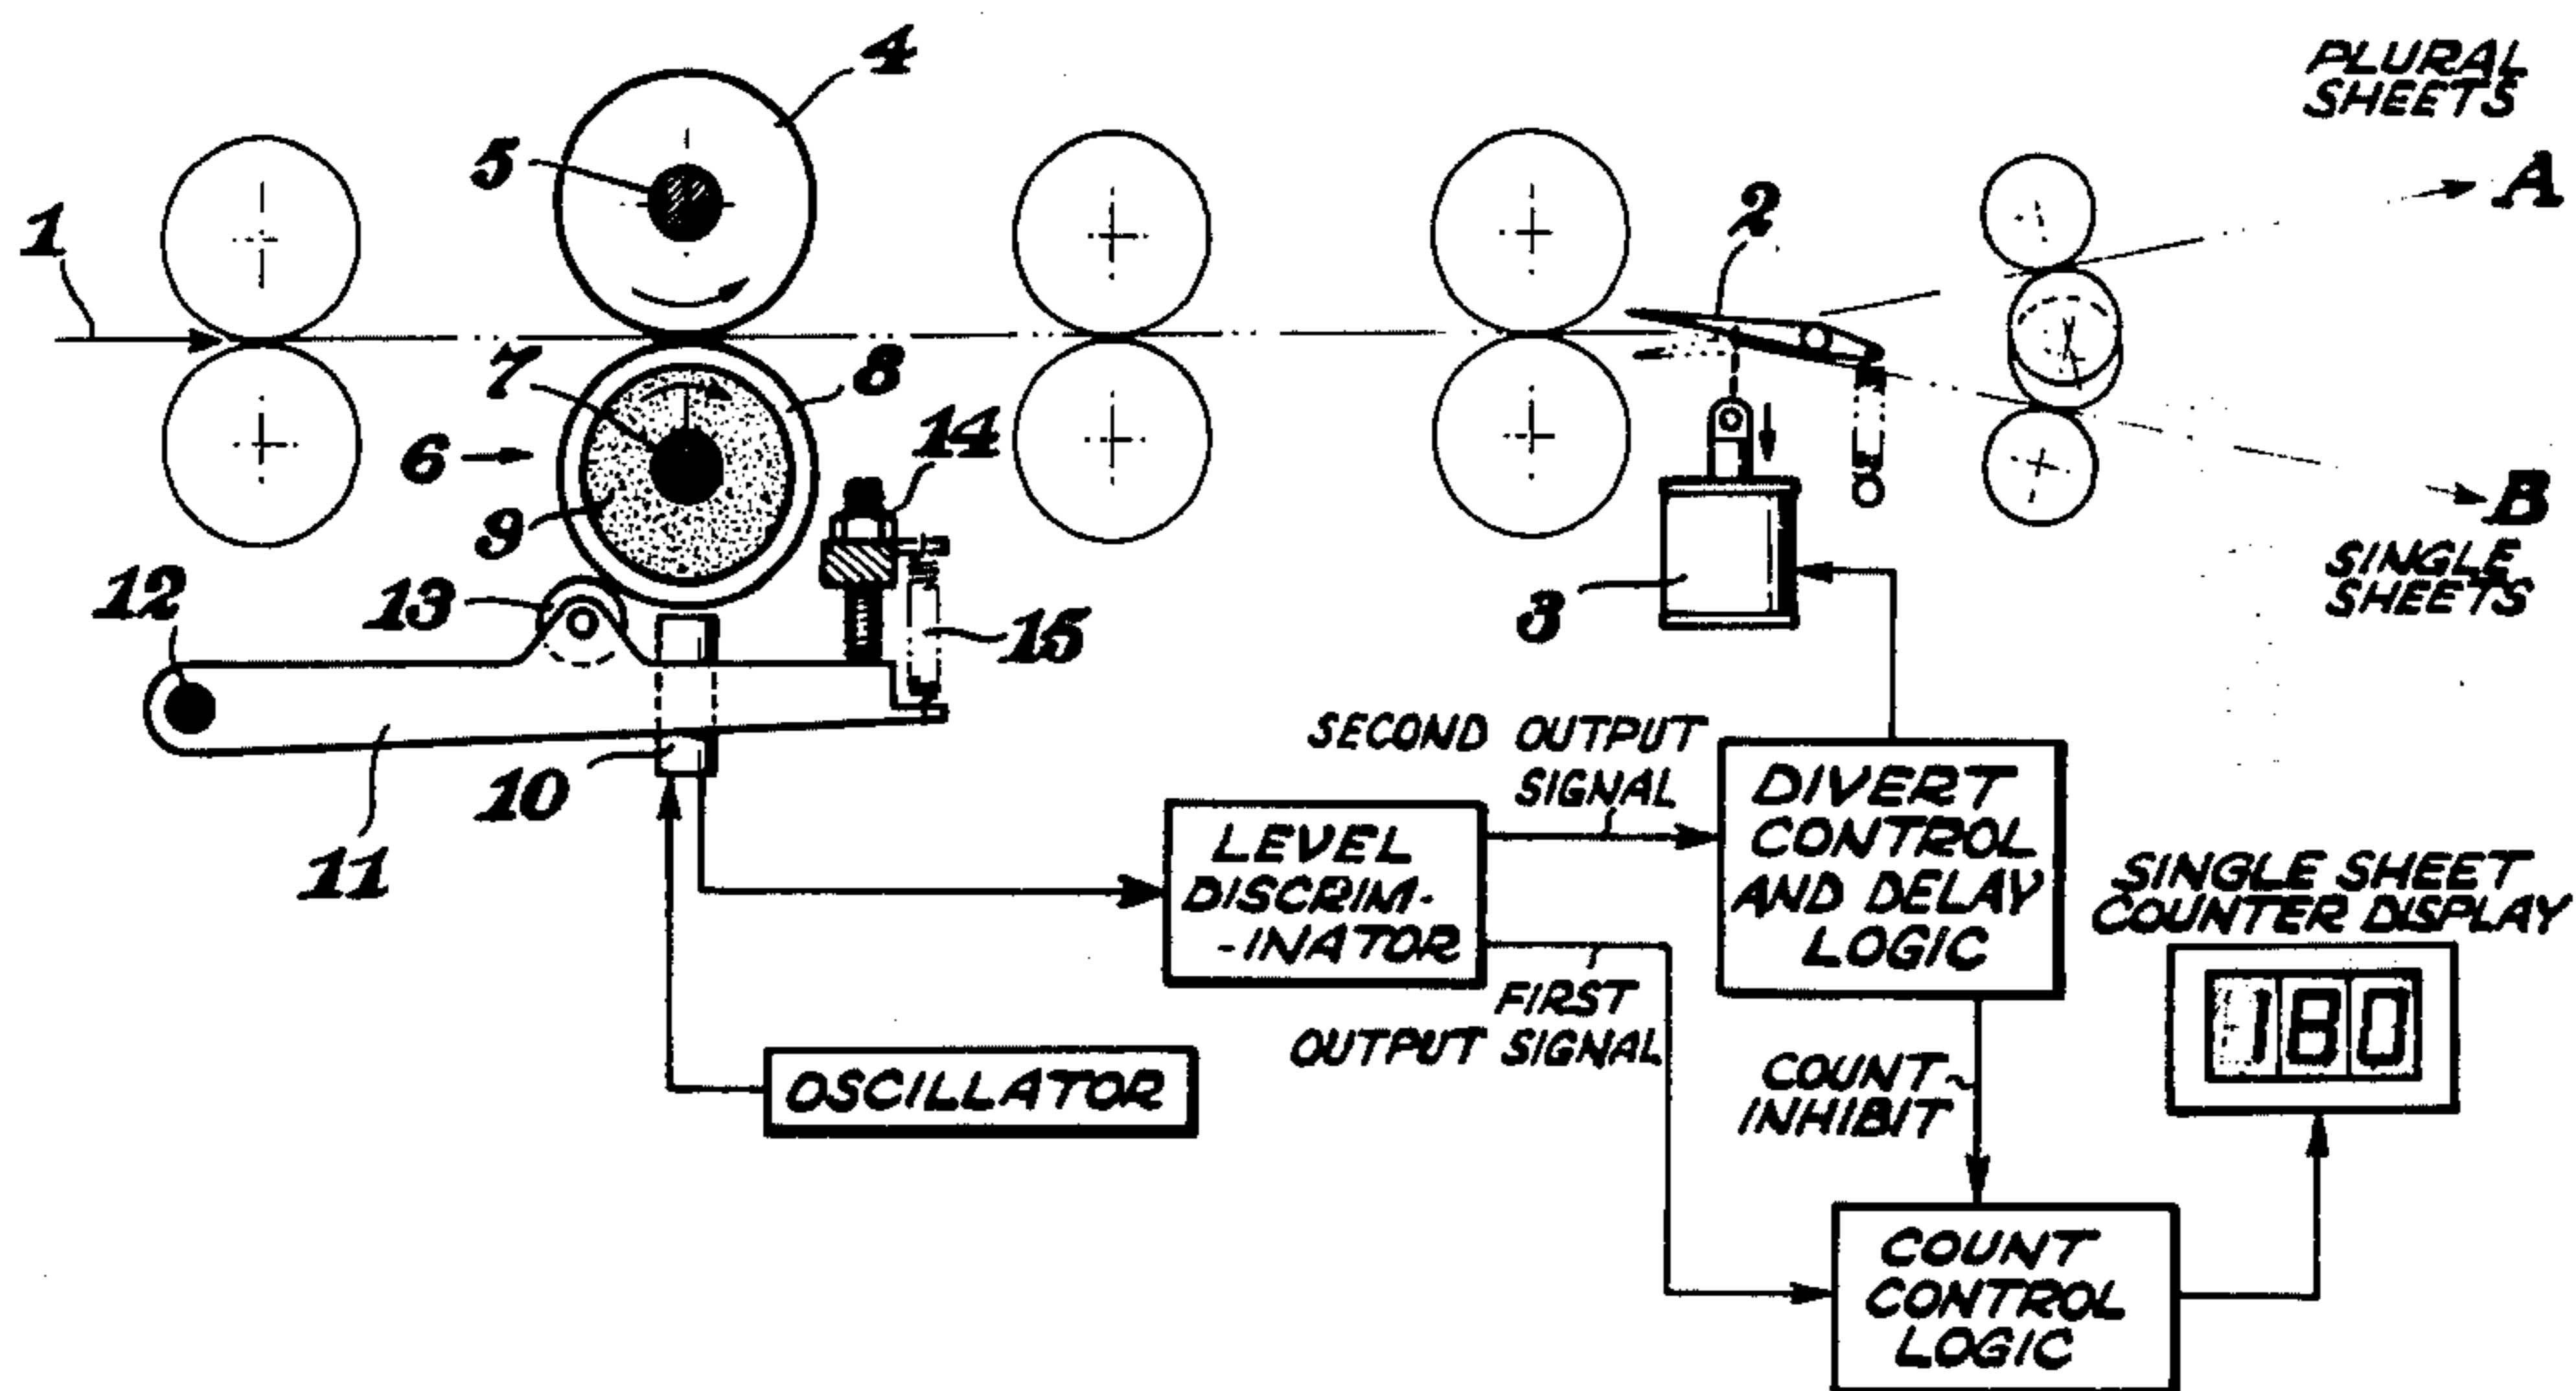 PLURAL
SHEETS
4
5
1
2
A
7
8
6
14
9
B
SINGLE
SHEETS
12
13
3
15
10
11
SECOND OUTPUT
SIGNAL
DIVERT
CONTROL
AND DELAY
LOGIC
LEVEL
DISCRIM-
-INATOR
SINGLE SHEET
COUNTER DISPLAY
180
FIRST
OUTPUT SIGNAL
OSCILLATOR
COUNT
INHIBIT
COUNT
CONTROL
LOGIC